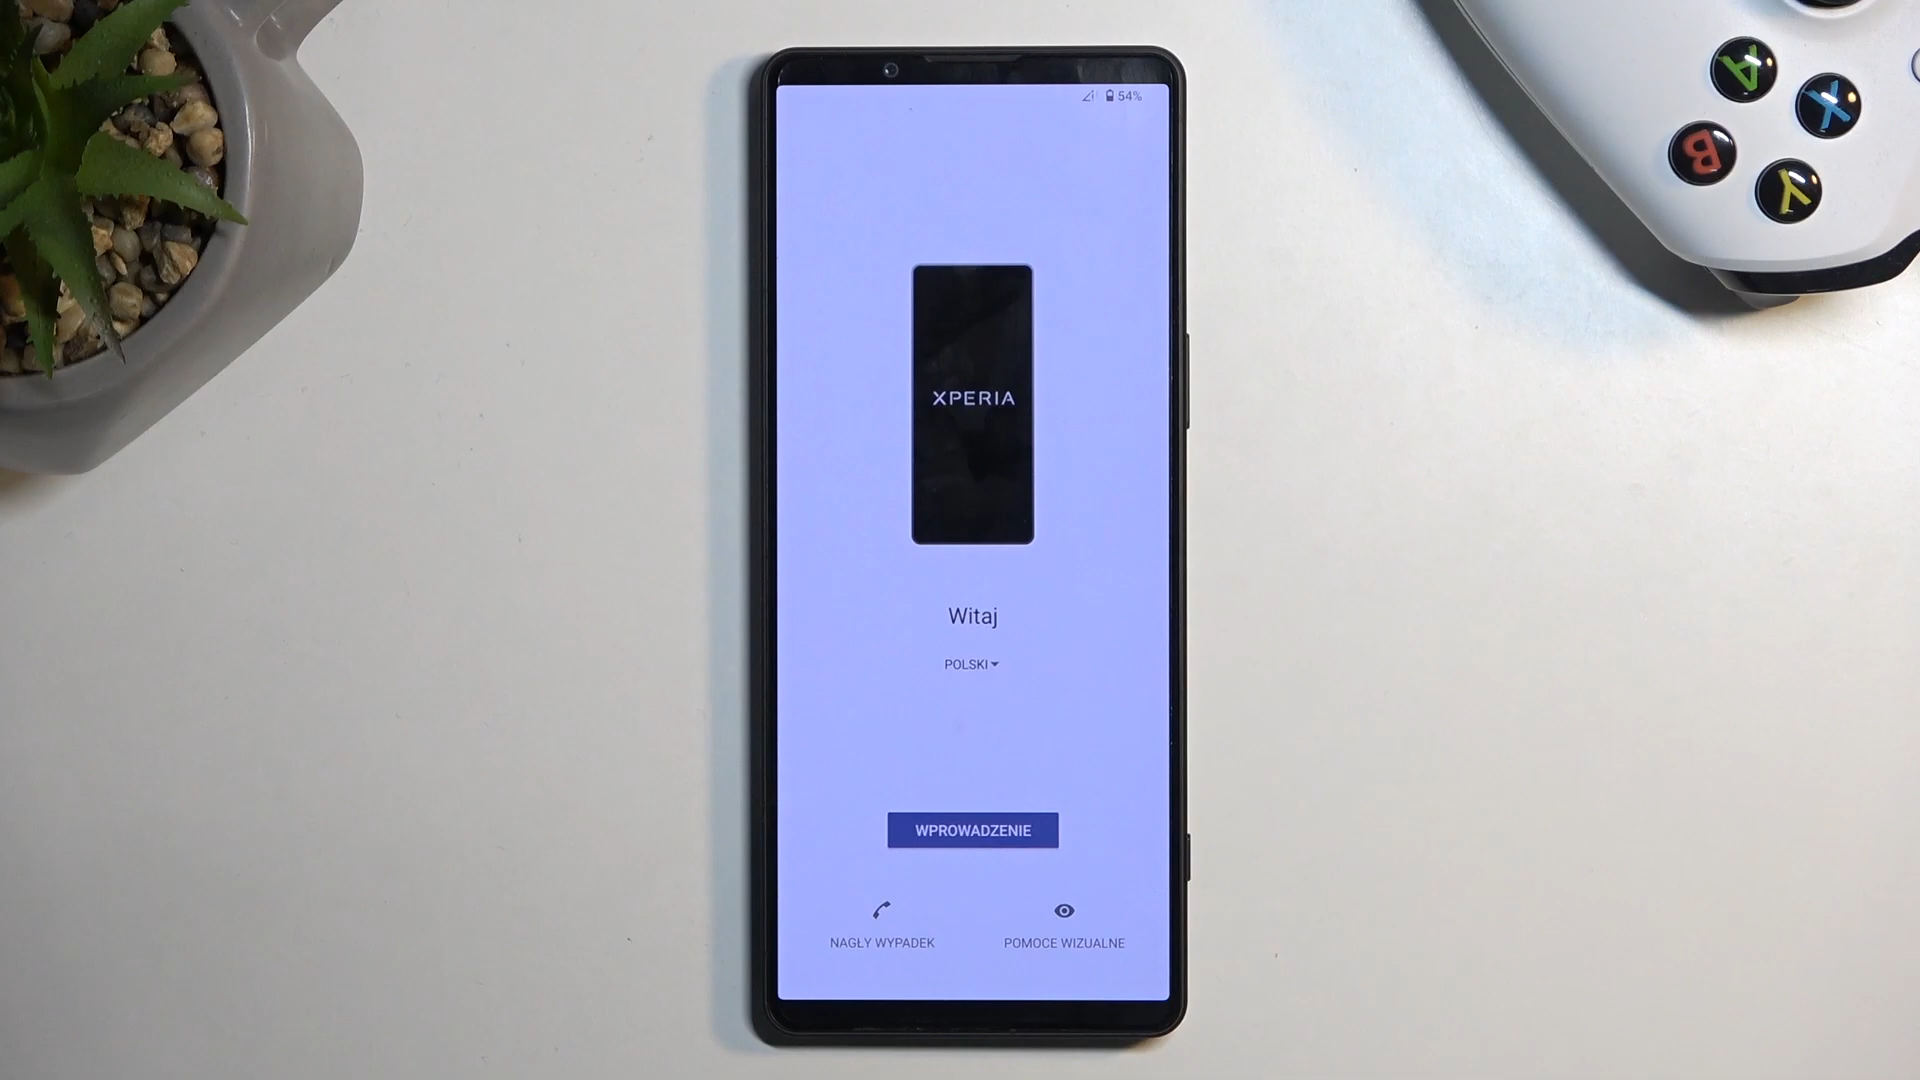 54%
XPERIA
Witaj
POLSKI
WPROWADZENIE
NAGŁY WYPADEK
POMOCE WIZUALNE
A
X
B
Y